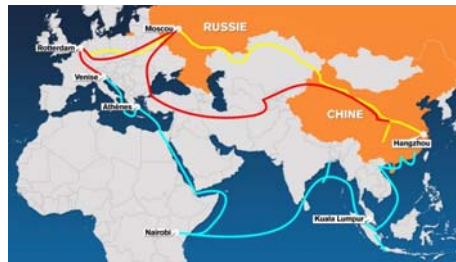 Moscou
RUSSIE
Rotterdam
Venise
Athènes
CHINE
Hangzhou
Nairobi
Kuala Lumpur